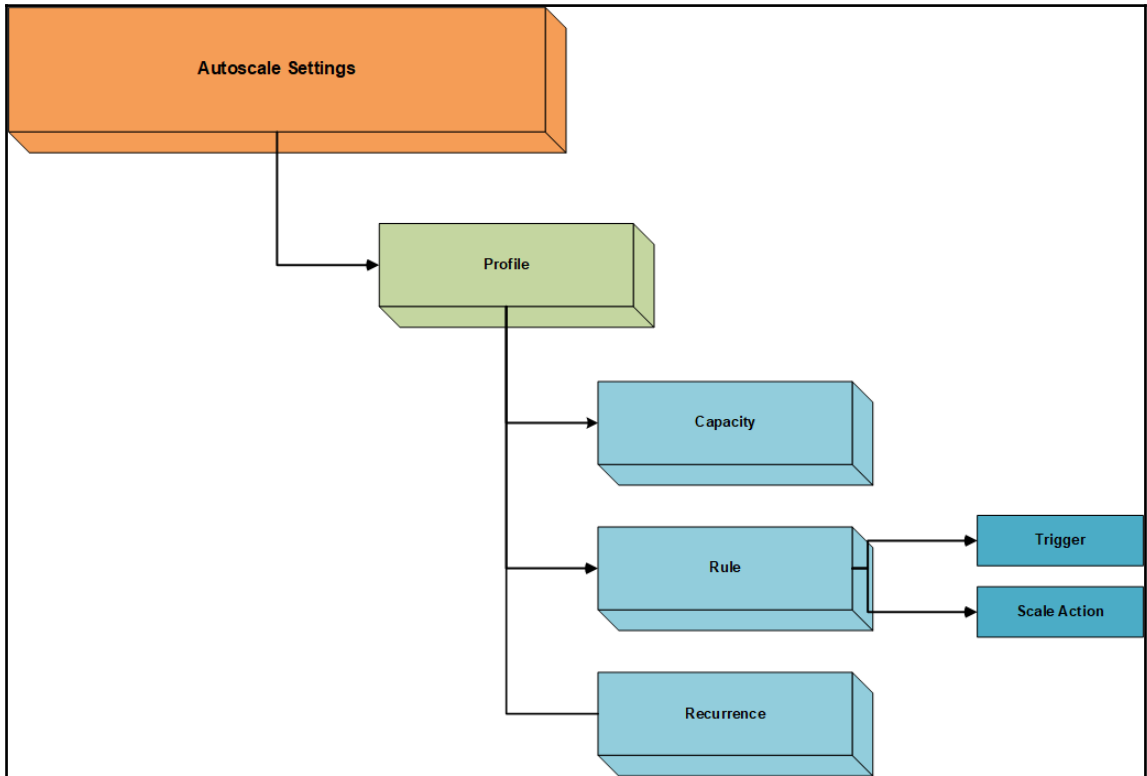 Autoscale Settings
Profile
Capacity
Rule
Trigger
Scale Action
Recurrence